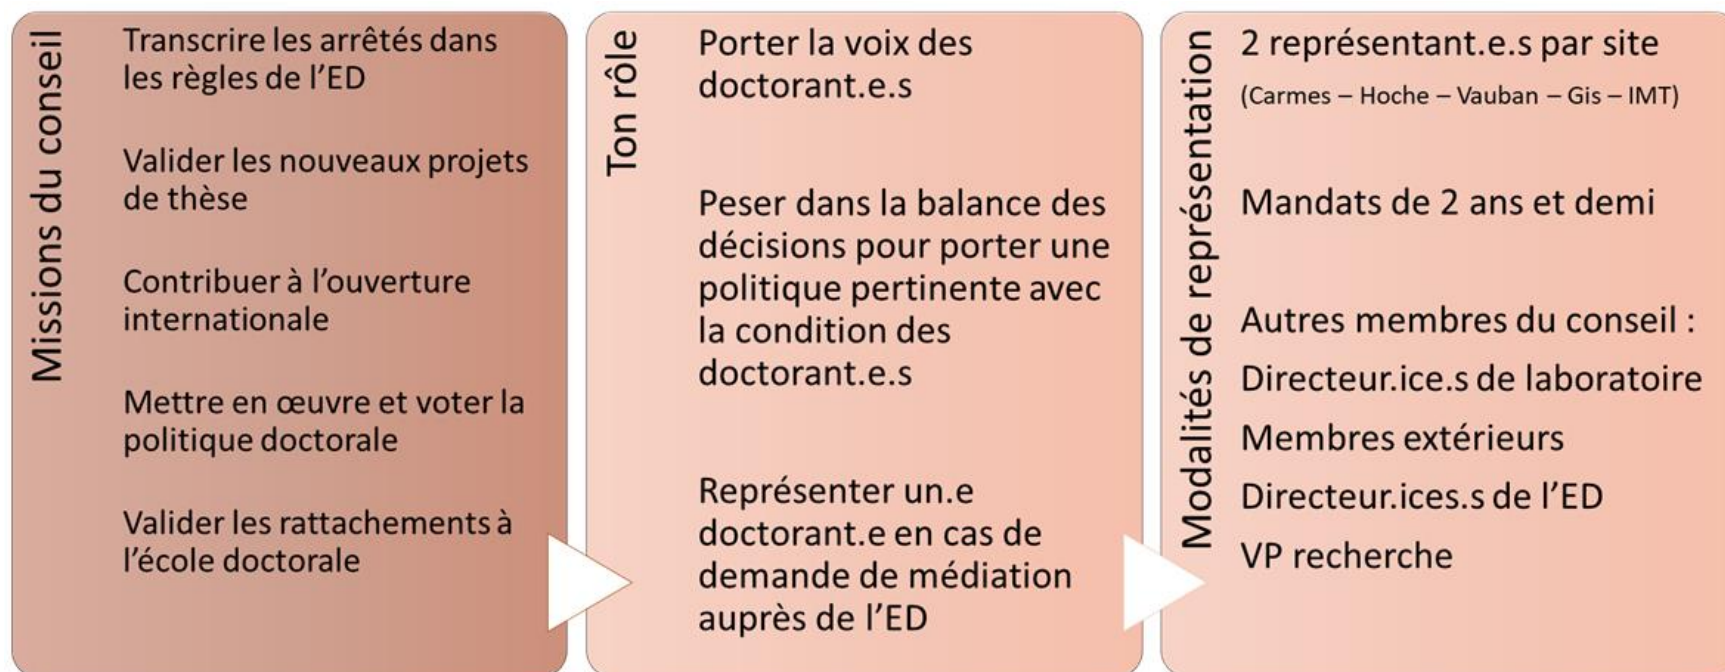 Missions du conseil
Transcrire les arrêtés dans
les règles de l'ED
Valider les nouveaux projets
de thèse
Contribuer à l'ouverture
internationale
Mettre en œuvre et voter la
politique doctorale
Valider les rattachements à
l'école doctorale
Ton rôle
Porter la voix des
doctorant.e.s
Peser dans la balance des
décisions pour porter une
politique pertinente avec
la condition des
doctorant.e.s
Représenter un.e
doctorant.e en cas de
demande de médiation
auprès de l'ED
Modalités de représentation
2 représentant.e.s par site
(Carmes – Hoche – Vauban – Gis – IMT)
Mandats de 2 ans et demi
Autres membres du conseil :
Directeur.ice.s de laboratoire
Membres extérieurs
Directeur.ices.s de l'ED
VP recherche